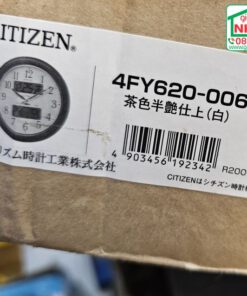 CITIZEN®
4FY620-006
茶色半艶仕上(白)
ズム時計工業株式会社
4 903456 192342
R200
CITIZENはシチズン時計
NH
08